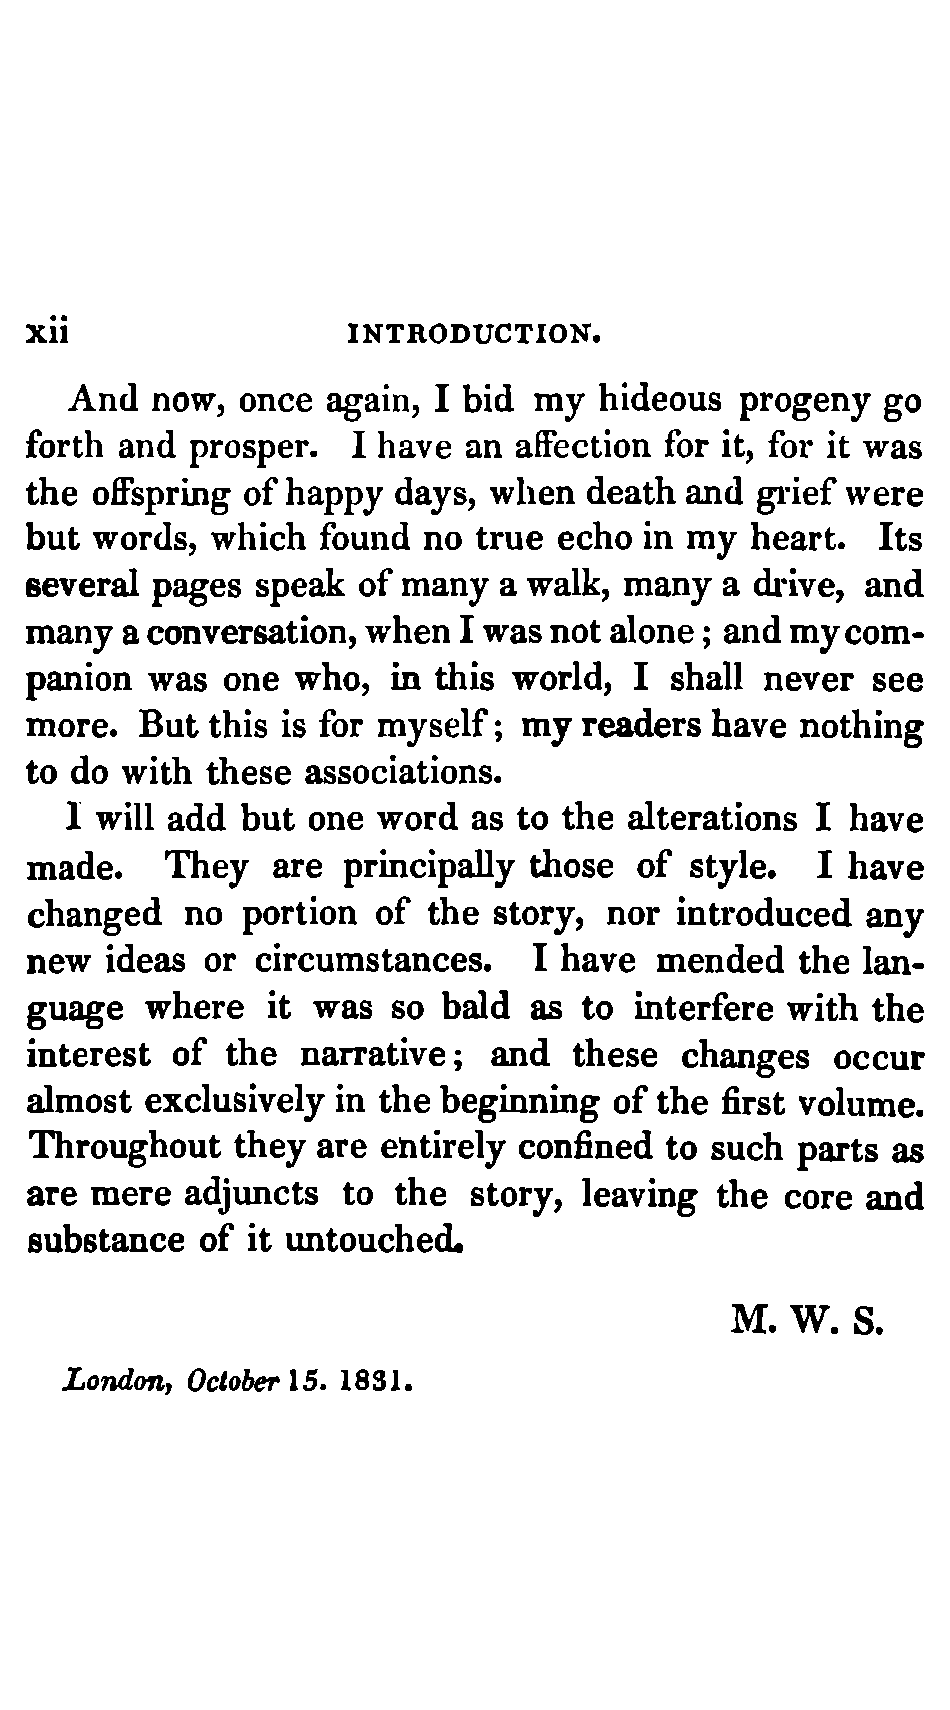 xii INTRODUCTION.
And now, once again, I bid my hideous progeny go
forth and prosper. I have an affection for it, for it was
the offspring of happy days, when death and grief were
but words, which found no true echo in my heart. Its
several pages speak of many a walk, many a drive, and
many a conversation, when I was not alone; and my com-
panion was one who, in this world, I shall never see
more. But this is for myself; my readers have nothing
to do with these associations.
I will add but one word as to the alterations I have
made. They are principally those of style. I have
changed no portion of the story, nor introduced any
new ideas or circumstances. I have mended the lan-
guage where it was so bald as to interfere with the
interest of the narrative; and these changes occur
almost exclusively in the beginning of the first volume.
Throughout they are entirely confined to such parts as
are mere adjuncts to the story, leaving the core and
substance of it untouched.
M. W. S.
London, October 15. 1831.